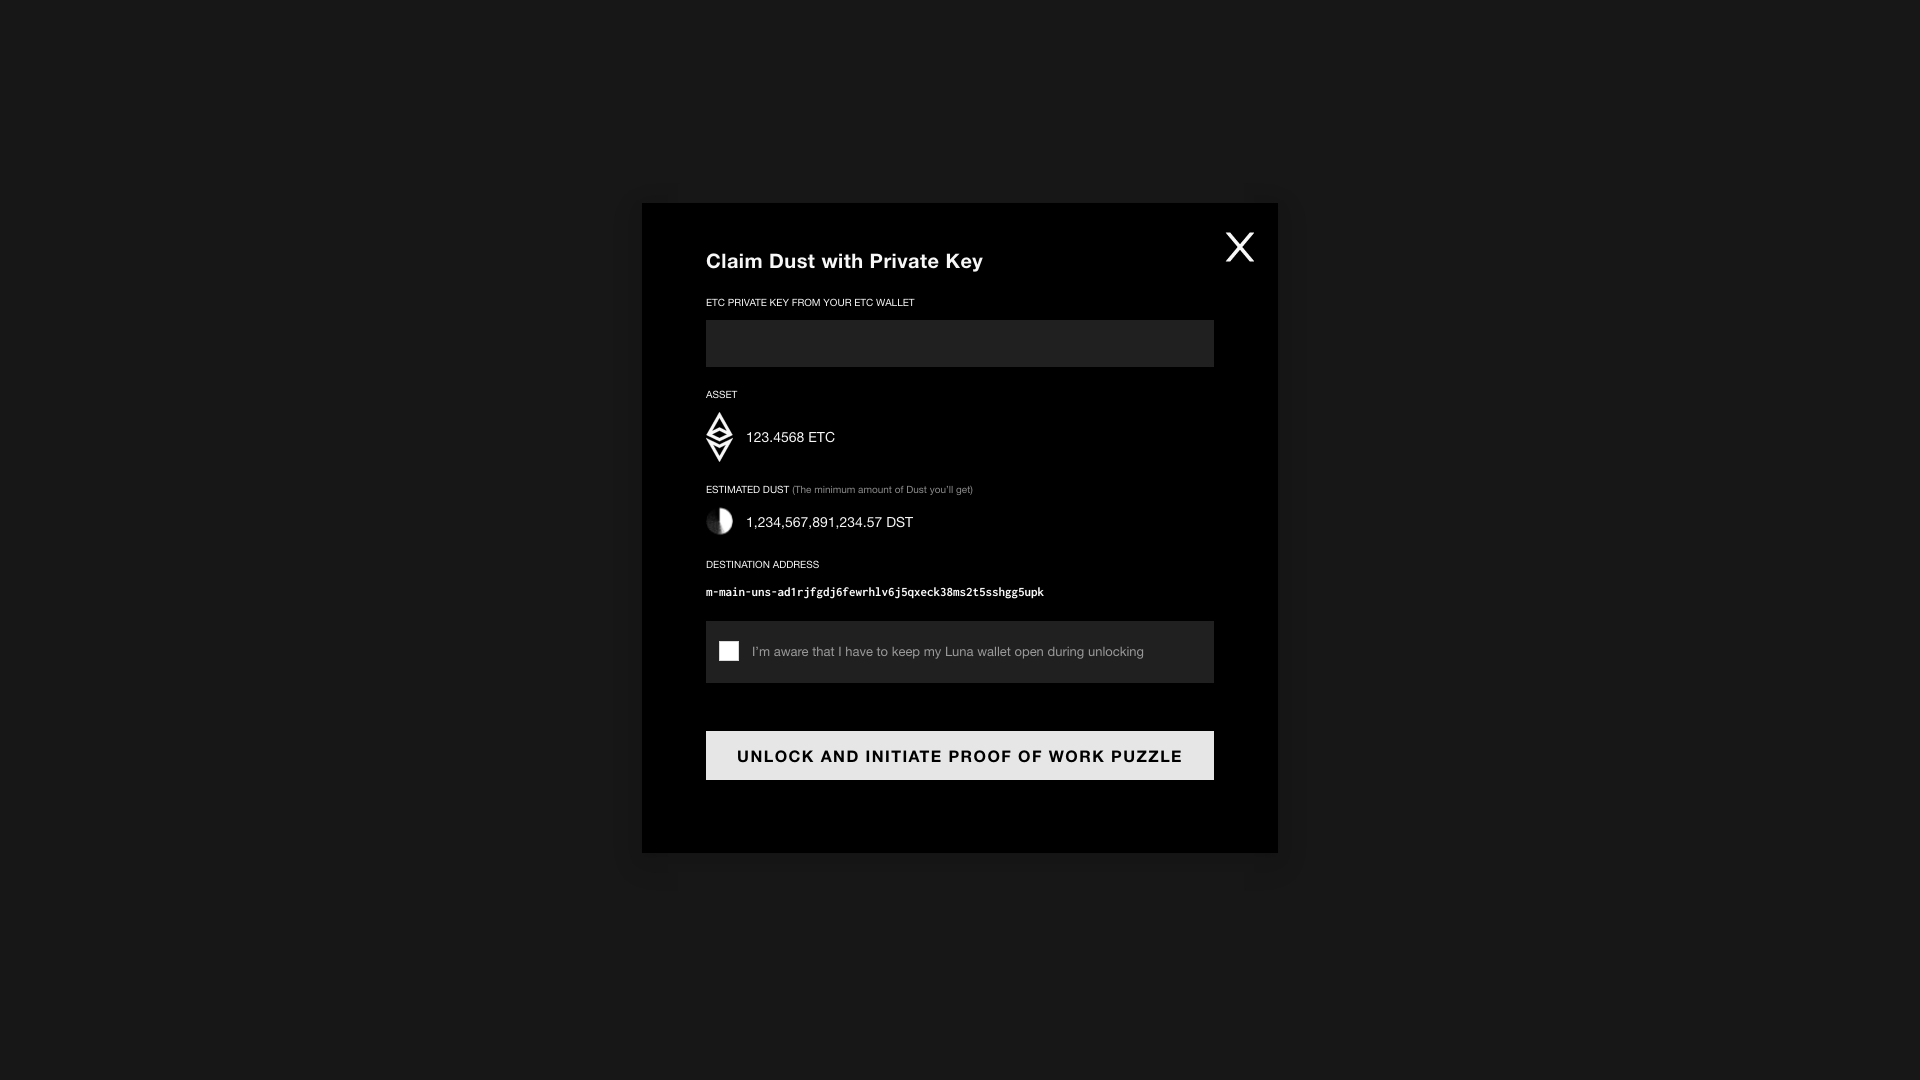 X
Claim Dust with Private Key
ETC PRIVATE KEY FROM YOUR ETC WALLET
ASSET
123.4568 ETC
ESTIMATED DUST (The minimum amount of Dust you'll get)
1,234,567,891,234.57 DST
DESTINATION ADDRESS
m-main-uns-ad1rjfgdj6fewrhlv6j5qxeck38ms2t5sshgg5upk
I'm aware that I have to keep my Luna wallet open during unlocking
UNLOCK AND INITIATE PROOF OF WORK PUZZLE